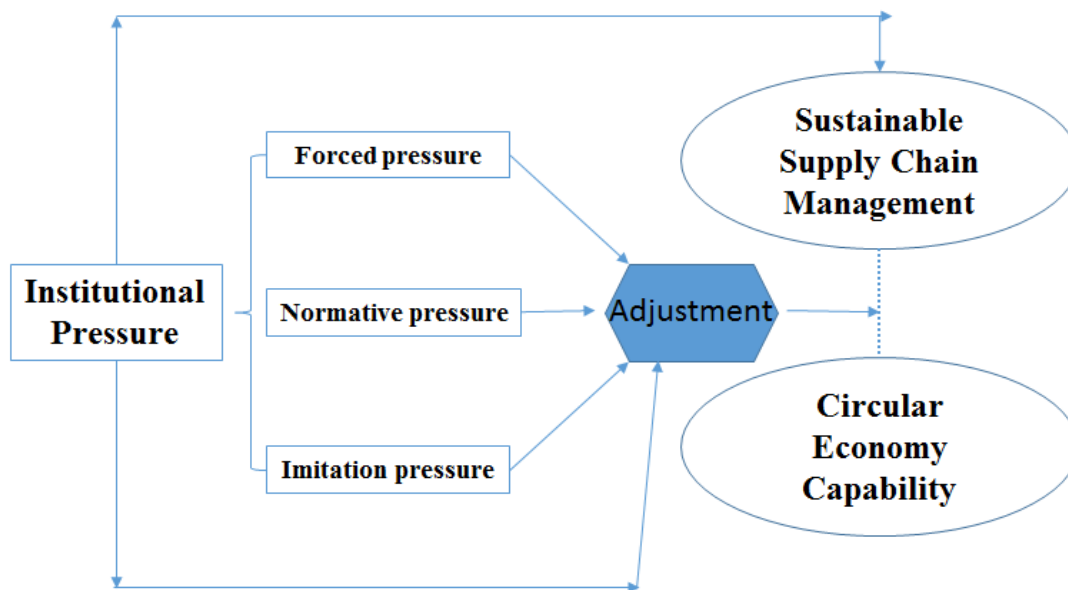 Sustainable
Supply Chain
Management
Forced pressure
Institutional
Pressure
Normative pressure
Adjustment
Imitation pressure
Circular
Economy
Capability